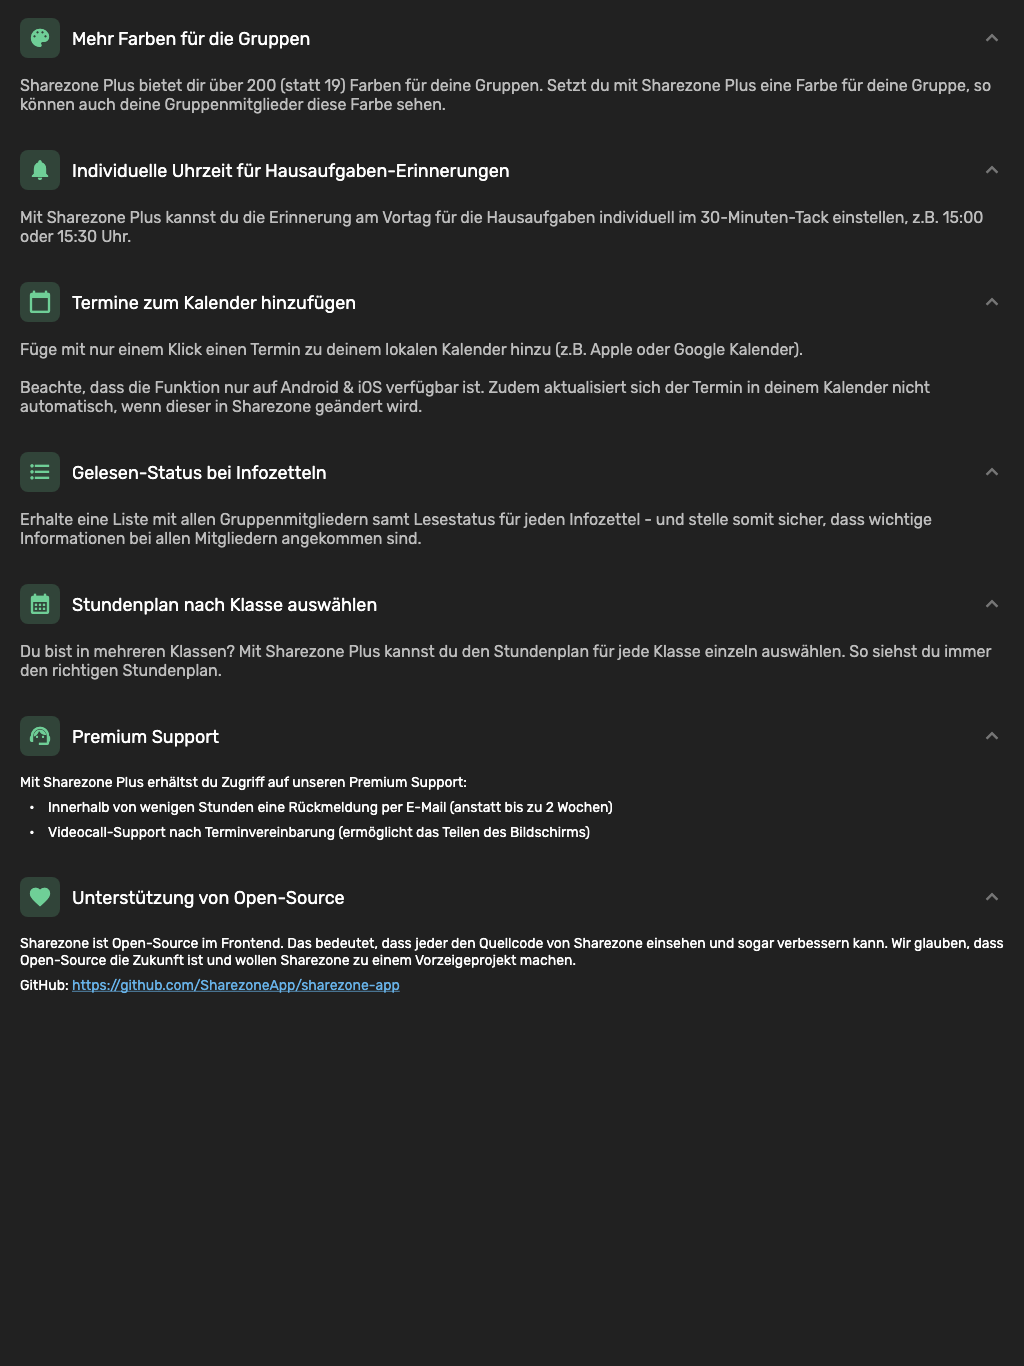 Mehr Farben für die Gruppen
Sharezone Plus bietet dir über 200 (statt 19) Farben für deine Gruppen. Setzt du mit Sharezone Plus eine Farbe für deine Gruppe, so
können auch deine Gruppenmitglieder diese Farbe sehen.
Individuelle Uhrzeit für Hausaufgaben-Erinnerungen
Mit Sharezone Plus kannst du die Erinnerung am Vortag für die Hausaufgaben individuell im 30-Minuten-Tack einstellen, z.B. 15:00
oder 15:30 Uhr.
Termine zum Kalender hinzufügen
Füge mit nur einem Klick einen Termin zu deinem lokalen Kalender hinzu (z.B. Apple oder Google Kalender).
Beachte, dass die Funktion nur auf Android & iOS verfügbar ist. Zudem aktualisiert sich der Termin in deinem Kalender nicht
automatisch, wenn dieser in Sharezone geändert wird.
Gelesen-Status bei Infozetteln
Erhalte eine Liste mit allen Gruppenmitgliedern samt Lesestatus für jeden Infozettel - und stelle somit sicher, dass wichtige
Informationen bei allen Mitgliedern angekommen sind.
Stundenplan nach Klasse auswählen
Du bist in mehreren Klassen? Mit Sharezone Plus kannst du den Stundenplan für jede Klasse einzeln auswählen. So siehst du immer
den richtigen Stundenplan.
Premium Support
Mit Sharezone Plus erhältst du Zugriff auf unseren Premium Support:
• Innerhalb von wenigen Stunden eine Rückmeldung per E-Mail (anstatt bis zu 2 Wochen)
• Videocall-Support nach Terminvereinbarung (ermöglicht das Teilen des Bildschirms)
Unterstützung von Open-Source
Sharezone ist Open-Source im Frontend. Das bedeutet, dass jeder den Quellcode von Sharezone einsehen und sogar verbessern kann. Wir glauben, dass
Open-Source die Zukunft ist und wollen Sharezone zu einem Vorzeigeprojekt machen.
GitHub: https://github.com/SharezoneApp/sharezone-app